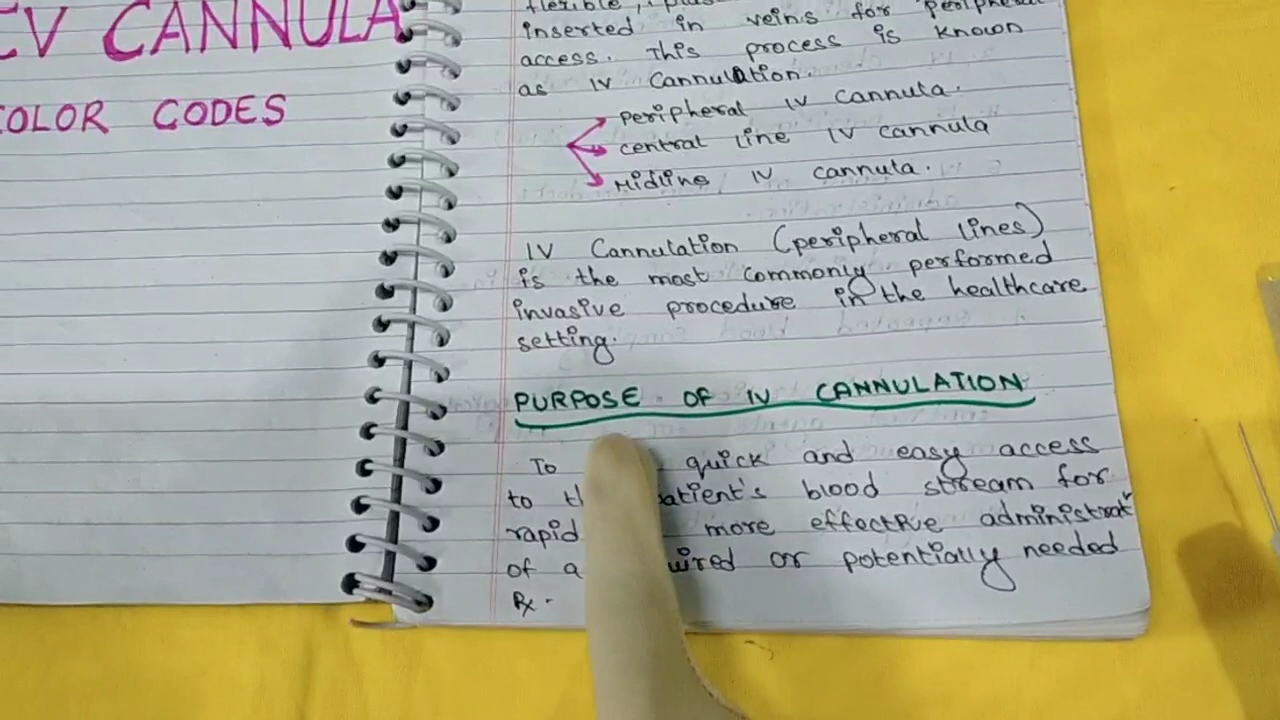 CANNULA
COLOR CODES
inserted in veins for peripheral
access. This process is known
as IV Cannulation.
peripheral IV cannula.
central line IV cannula
Midline IV cannula.
IV Cannulation (peripheral lines)
is the most commonly performed
invasive procedure in the healthcare
setting.
PURPOSE OF IV CANNULATION
To quick and easy access
to patient's blood stream for
rapid more effective administrat
of or potentially needed
Rx.